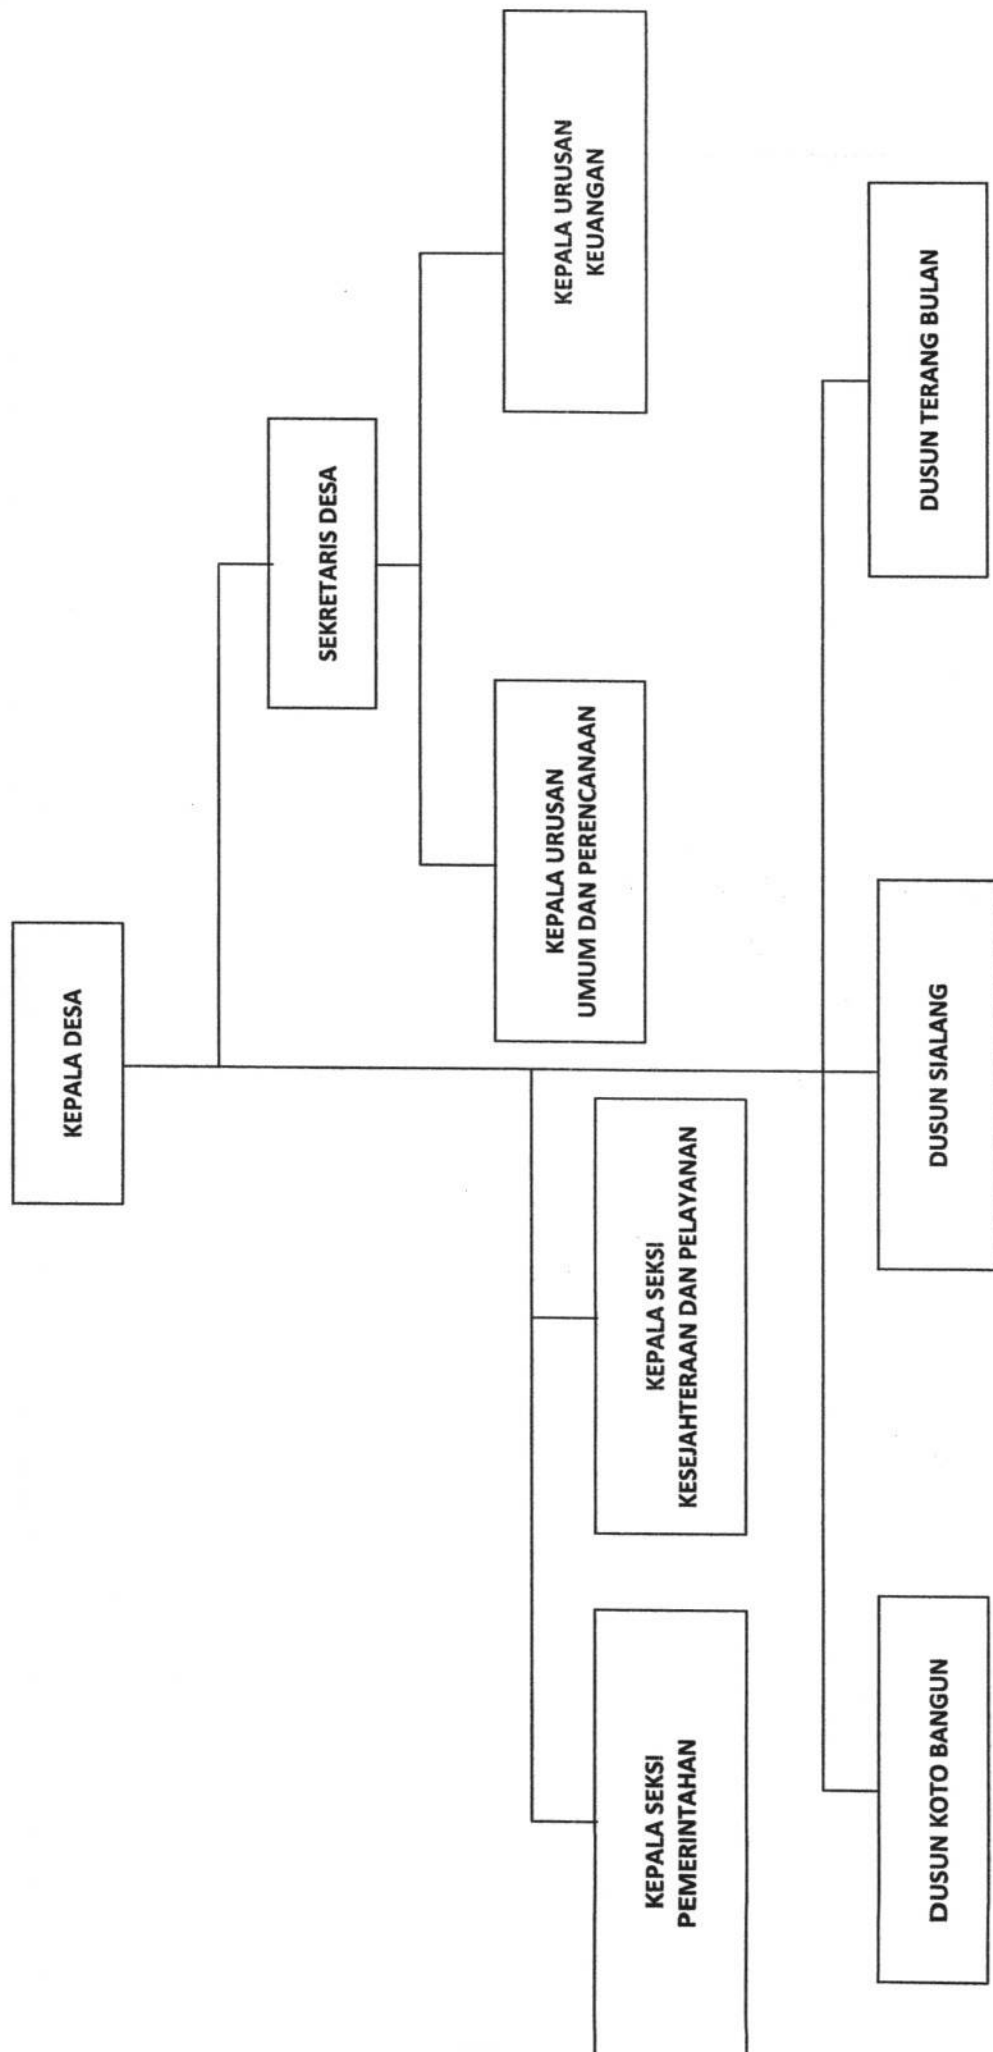 KEPALA DESA
SEKRETARIS DESA
KEPALA URUSAN
UMUM DAN PERENCANAAN
KEPALA URUSAN
KEUANGAN
KEPALA SEKSI
PEMERINTAHAN
KEPALA SEKSI
KESEJAHTERAAN DAN PELAYANAN
DUSUN KOTO BANGUN
DUSUN SIALANG
DUSUN TERANG BULAN